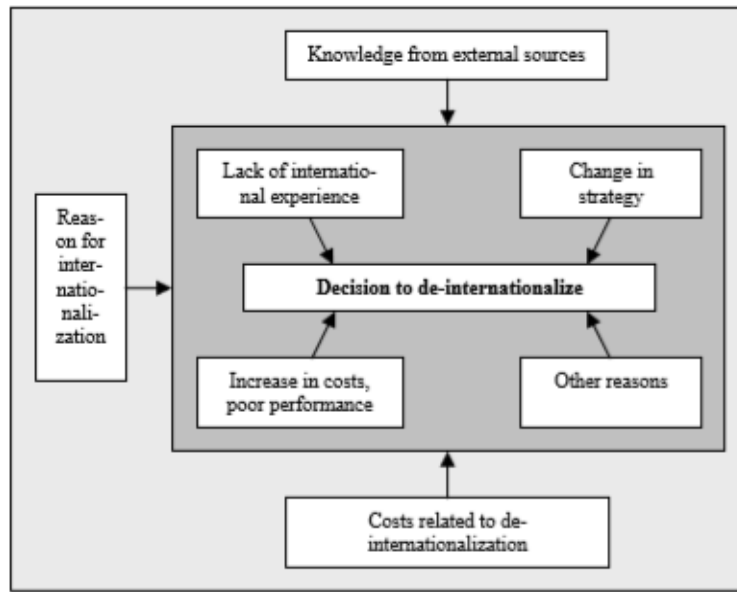 Knowledge from external sources
Lack of internatio-
nal experience
Change in
strategy
Reas-
on for
inter-
natio-
nali-
zation
Decision to de-internationalize
Increase in costs,
poor performance
Other reasons
Costs related to de-
internationalization